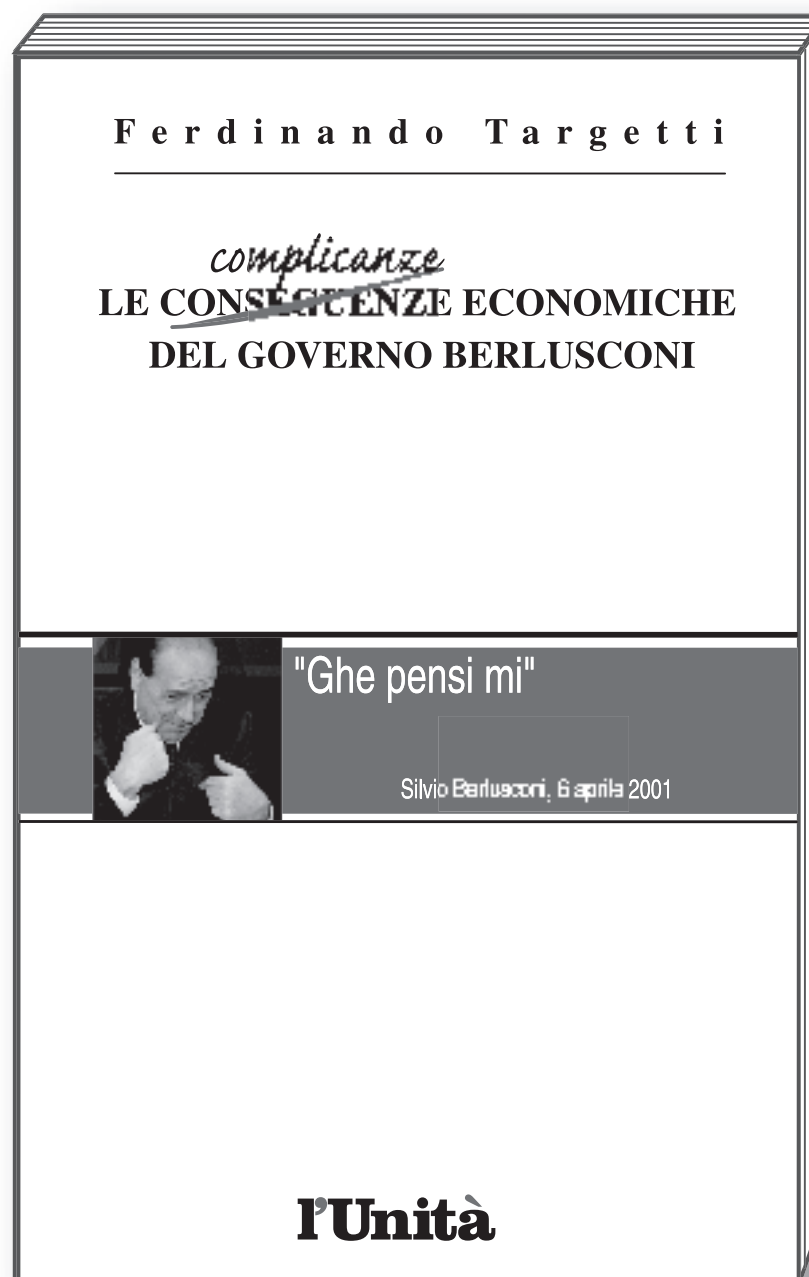 Ferdinando Targetti
complicanze
LE CONSEGUENZE ECONOMICHE
DEL GOVERNO BERLUSCONI
"Ghe pensi mi"
Silvio Berlusconi, 6 aprile 2001
l'Unità